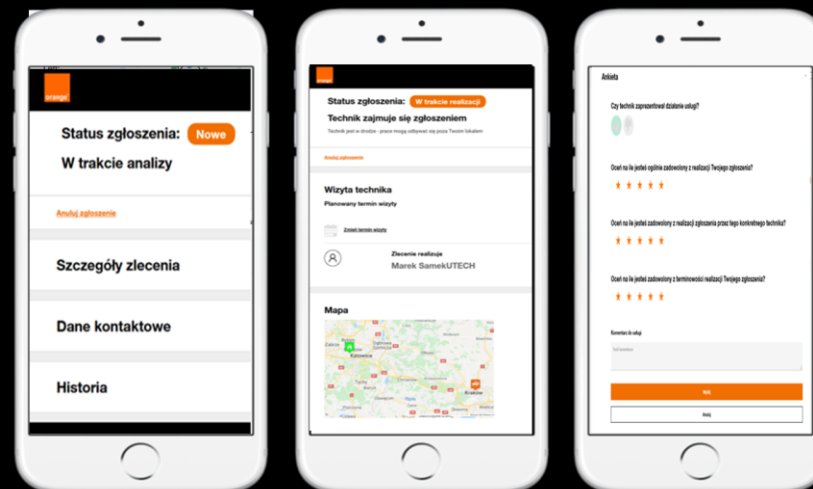 orange
Status zgłoszenia: Nowe
W trakcie analizy
Anuluj zgłoszenie
Szczegóły zlecenia
Dane kontaktowe
Historia
Status zgłoszenia: W trakcie realizacji
Technik zajmuje się zgłoszeniem
Technik jest w drodze - prace mogą odbywać się poza Twoim lokalem
Anuluj zgłoszenie
Wizyta technika
Planowany termin wizyty
Zmień termin wizyty
Zlecenie realizuje
Marek SamekUTECH
Mapa
Katowice
Tychy
Kraków
Ankieta
Czy technik zaprezentował działanie usługi?
Oceń na ile jesteś ogólnie zadowolony z realizacji Twojego zgłoszenia?
Oceń na ile jesteś zadowolony z realizacji zgłoszenia przez tego konkretnego technika?
Oceń na ile jesteś zadowolony z terminowości realizacji Twojego zgłoszenia?
Komentarz do usługi
Wyślij
Anuluj